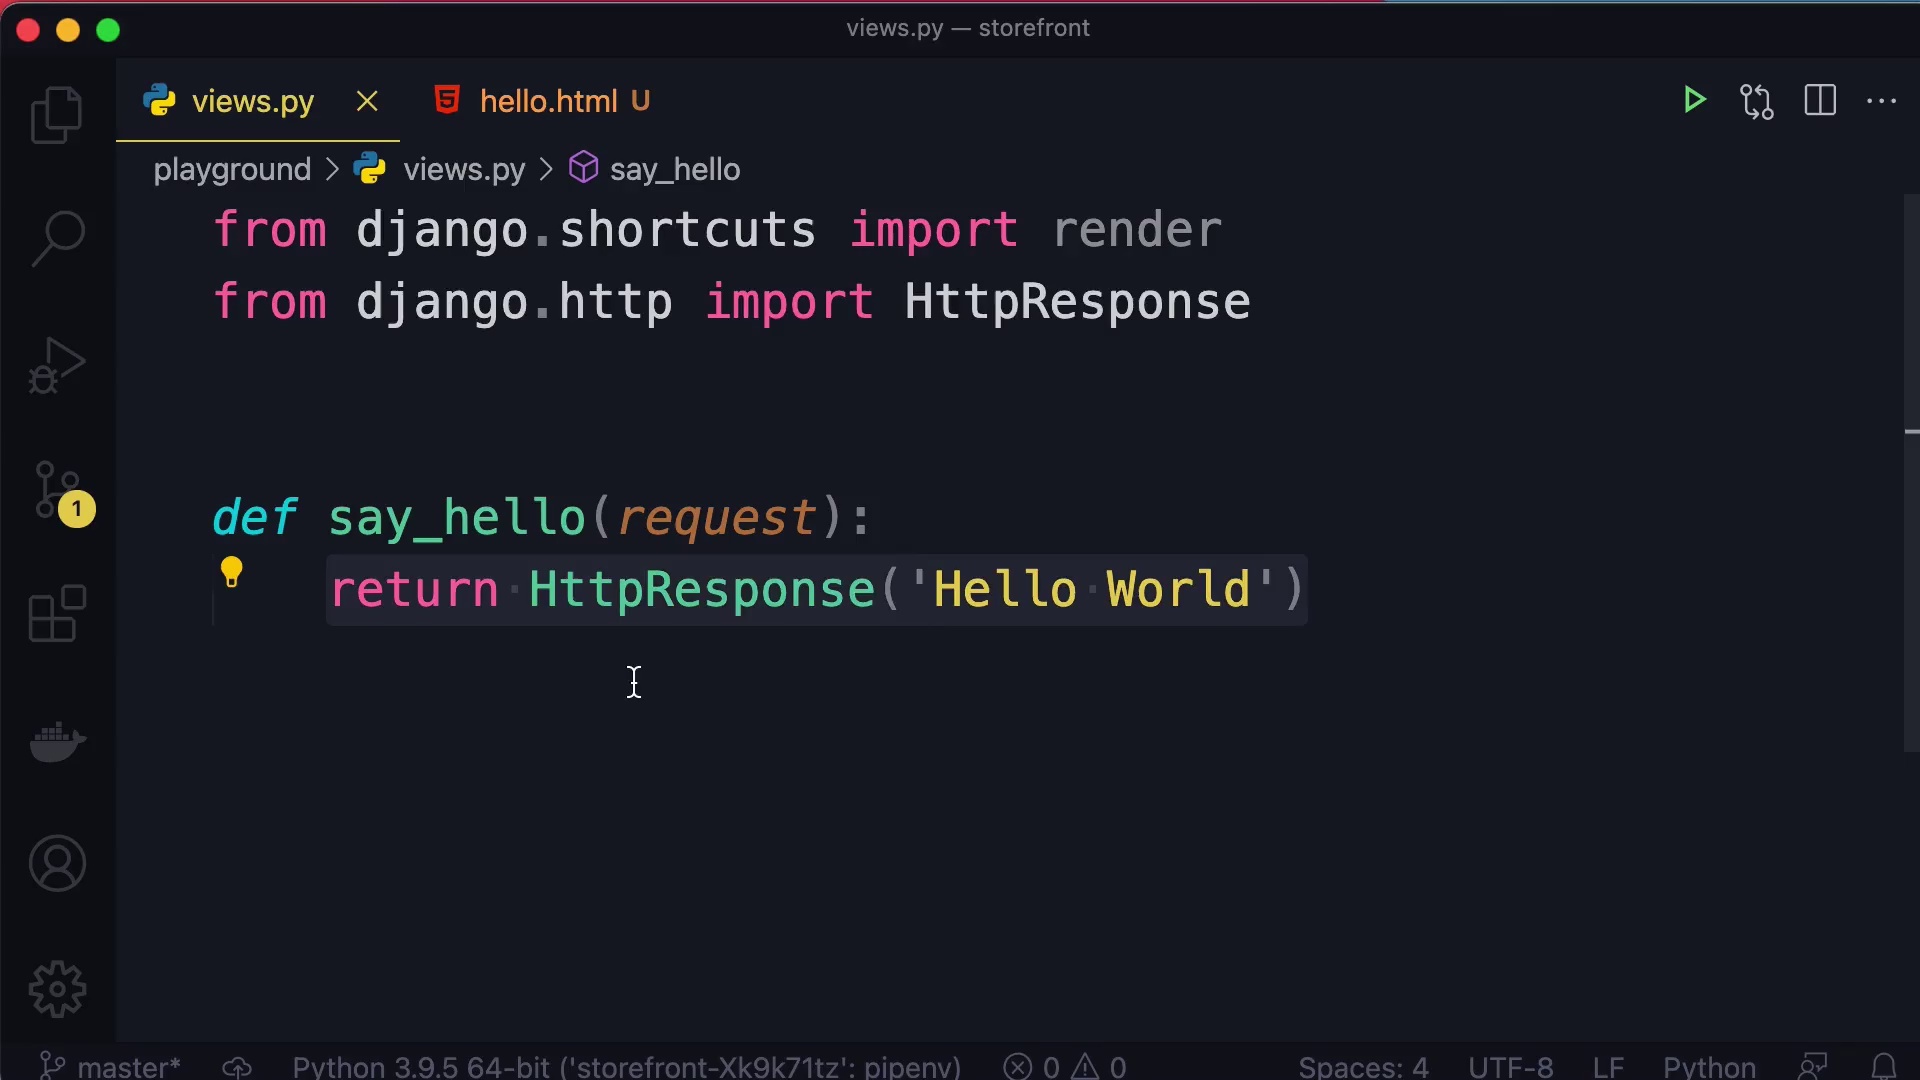 views.py — storefront
views.py
hello.html U
playground > views.py > say_hello
from django.shortcuts import render
from django.http import HttpResponse
def say_hello(request):
return HttpResponse('Hello World')
1
master*
Python 3.9.5 64-bit ('storefront-Xk9k71tz': pipenv)
0
0
Spaces: 4
UTF-8
LF
Python